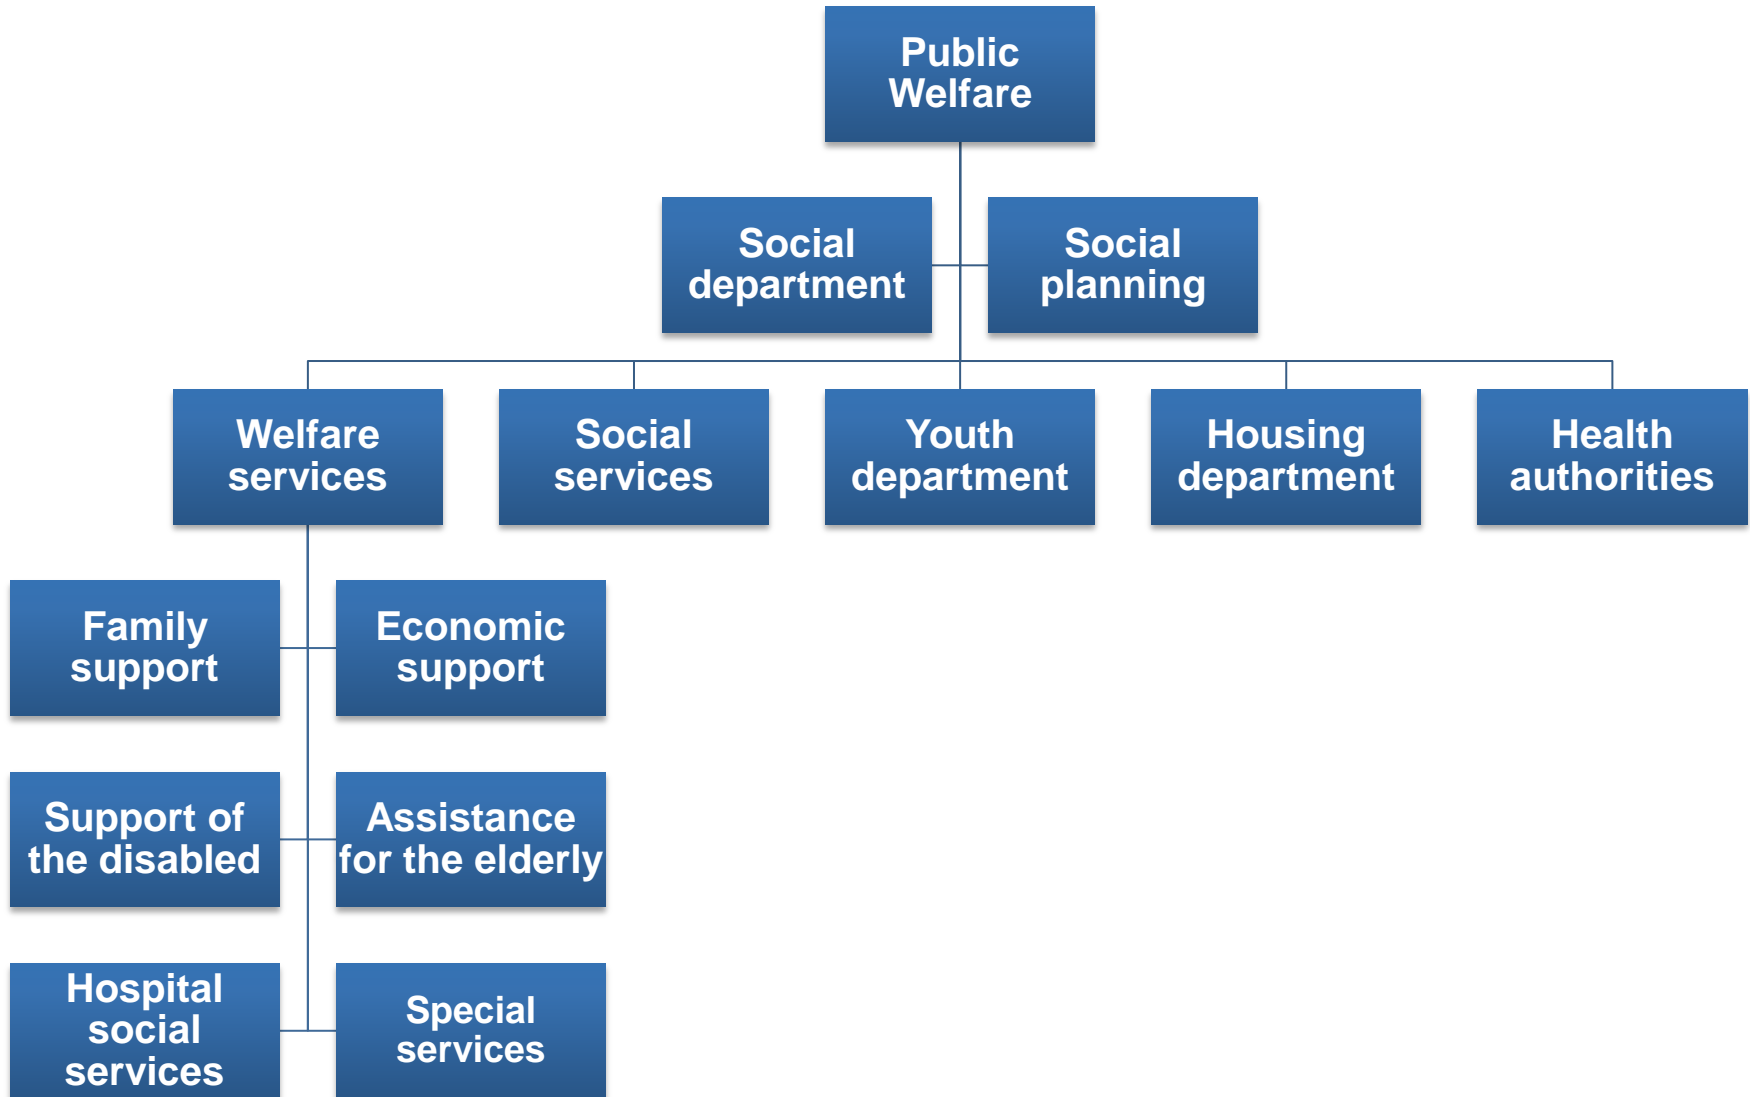 Public
Welfare
Social
department
Social
planning
Welfare
services
Social
services
Youth
department
Housing
department
Health
authorities
Family
support
Economic
support
Support of
the disabled
Assistance
for the elderly
Hospital
social
services
Special
services